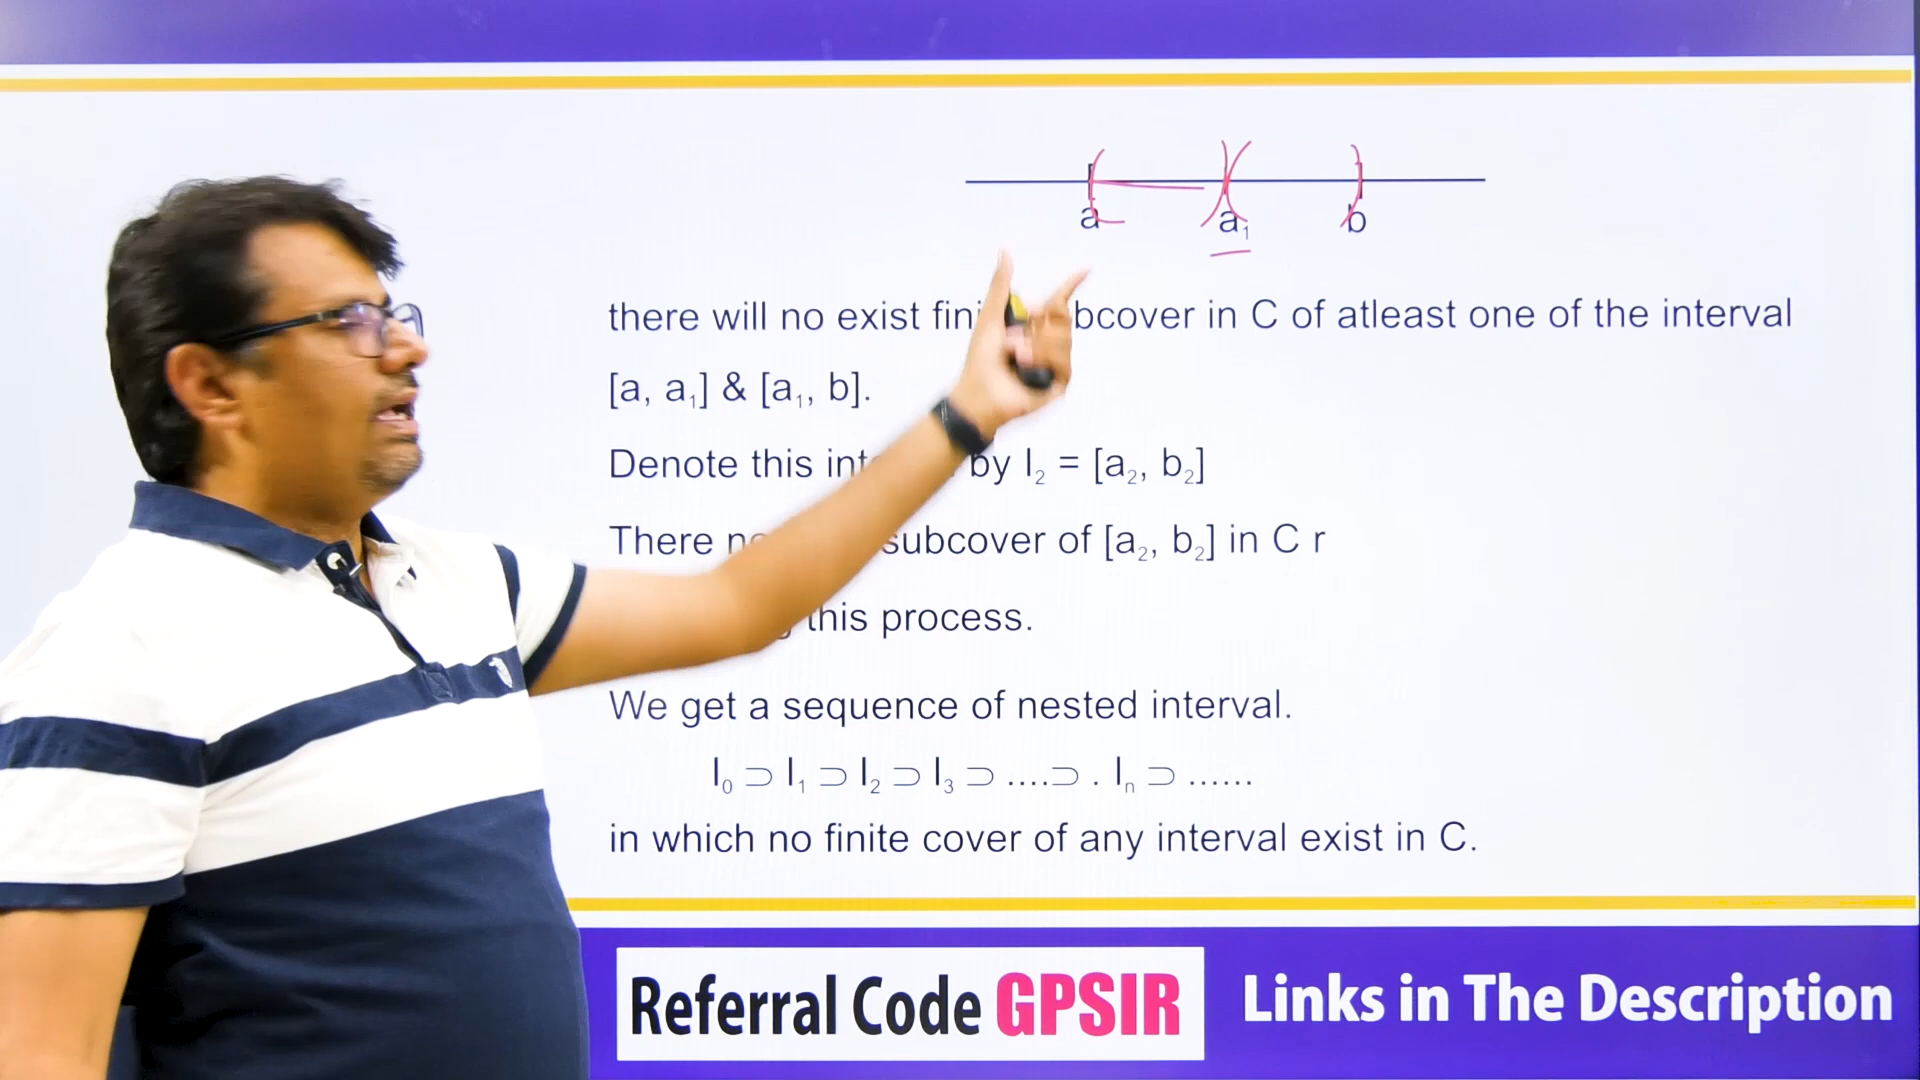 a a₁ b
there will no exist fini bcover in C of atleast one of the interval
[a, a₁] & [a₁, b].
Denote this int by I₂ = [a₂, b₂]
There subcover of [a₂, b₂] in C r
this process.
We get a sequence of nested interval.
I₀ ⊃ I₁ ⊃ I₂ ⊃ I₃ ⊃ ....⊃ . Iₙ ⊃ ......
in which no finite cover of any interval exist in C.
Referral Code GPSIR Links in The Description